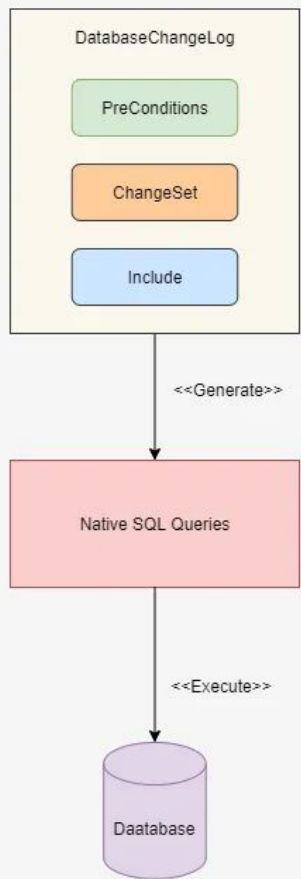 DatabaseChangeLog
PreConditions
ChangeSet
Include
<<Generate>>
Native SQL Queries
<<Execute>>
Daatabase